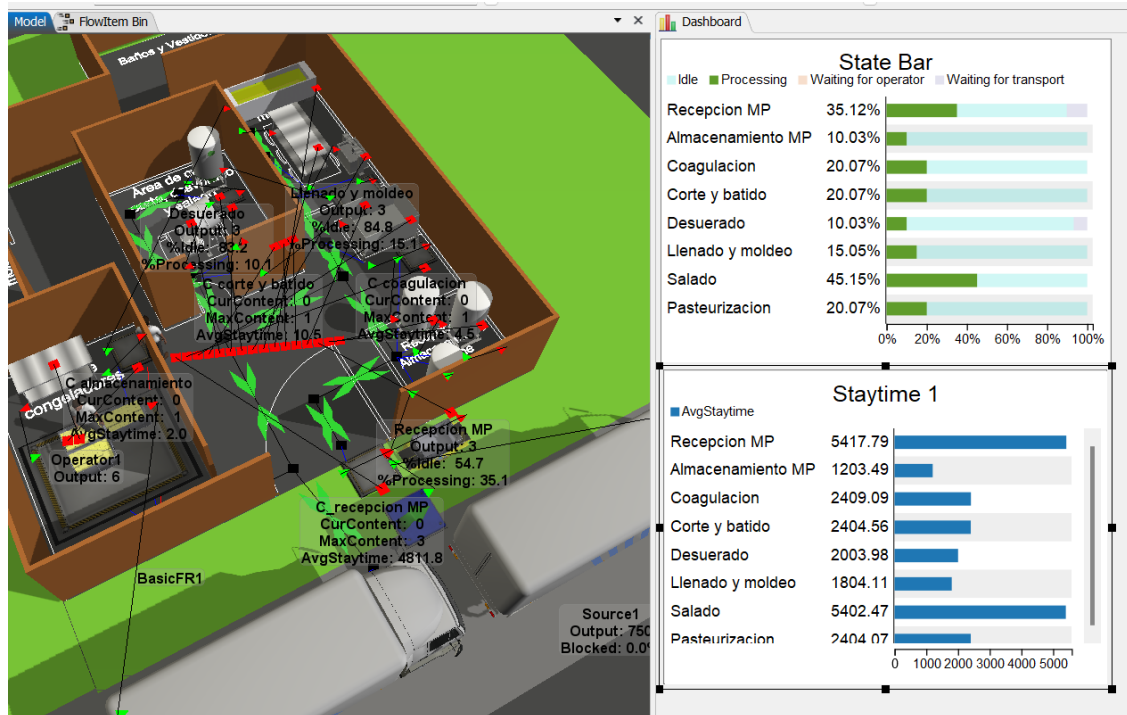 Model
FlowItem Bin
Dashboard
Baños y Vestido
Area de
Desuerado
Output: 3
%Idle: 83.2
%Processing: 10.1
Llenado y moldeo
Output: 3
%Idle: 84.8
%Processing: 15.1
C corte y batido
CurContent: 0
MaxContent: 1
AvgStaytime: 10.5
C coagulacion
CurContent: 0
MaxContent: 1
AvgStaytime: 4.5
C almacenamiento
CurContent: 0
MaxContent: 1
AvgStaytime: 2.0
congeladores
Operator1
Output: 6
Recepcion MP
Output: 3
%Idle: 54.7
%Processing: 35.1
C_recepcion MP
CurContent: 0
MaxContent: 3
AvgStaytime: 4811.8
BasicFR1
Source1
Output: 750
Blocked: 0.0%
State Bar
Idle Processing Waiting for operator Waiting for transport
Recepcion MP 35.12%
Almacenamiento MP 10.03%
Coagulacion 20.07%
Corte y batido 20.07%
Desuerado 10.03%
Llenado y moldeo 15.05%
Salado 45.15%
Pasteurizacion 20.07%
0% 20% 40% 60% 80% 100%
Staytime 1
AvgStaytime
Recepcion MP 5417.79
Almacenamiento MP 1203.49
Coagulacion 2409.09
Corte y batido 2404.56
Desuerado 2003.98
Llenado y moldeo 1804.11
Salado 5402.47
Pasteurizacion 2404.07
0 1000 2000 3000 4000 5000